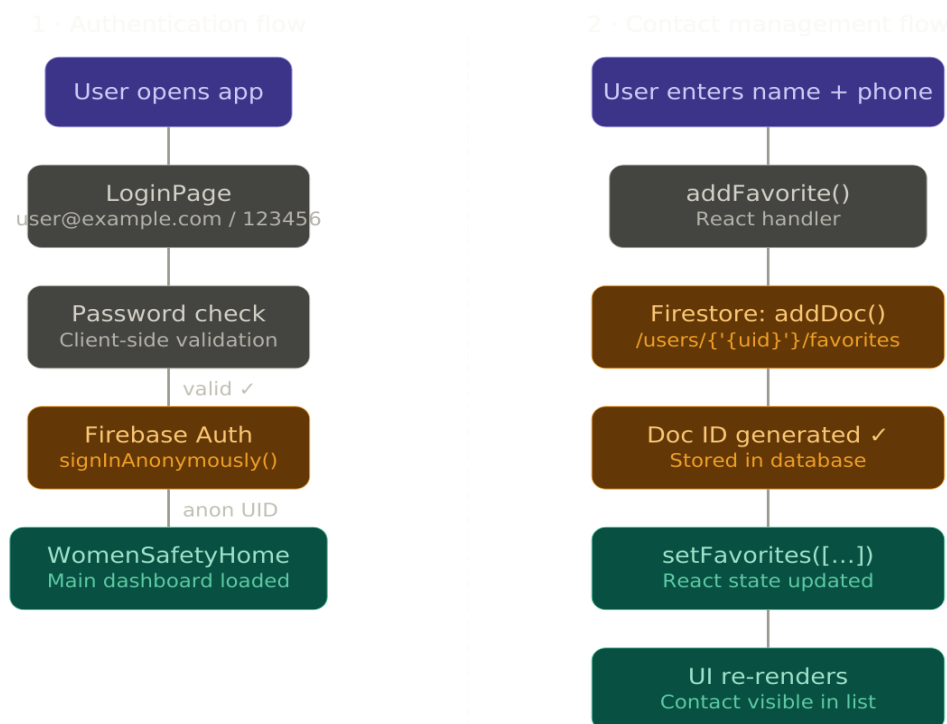 1 · Authentication flow
User opens app
LoginPage
user@example.com / 123456
Password check
Client-side validation
valid ✓
Firebase Auth
signInAnonymously()
anon UID
WomenSafetyHome
Main dashboard loaded
2 · Contact management flow
User enters name + phone
addFavorite()
React handler
Firestore: addDoc()
/users/{'{uid}'}/favorites
Doc ID generated ✓
Stored in database
setFavorites([...])
React state updated
UI re-renders
Contact visible in list